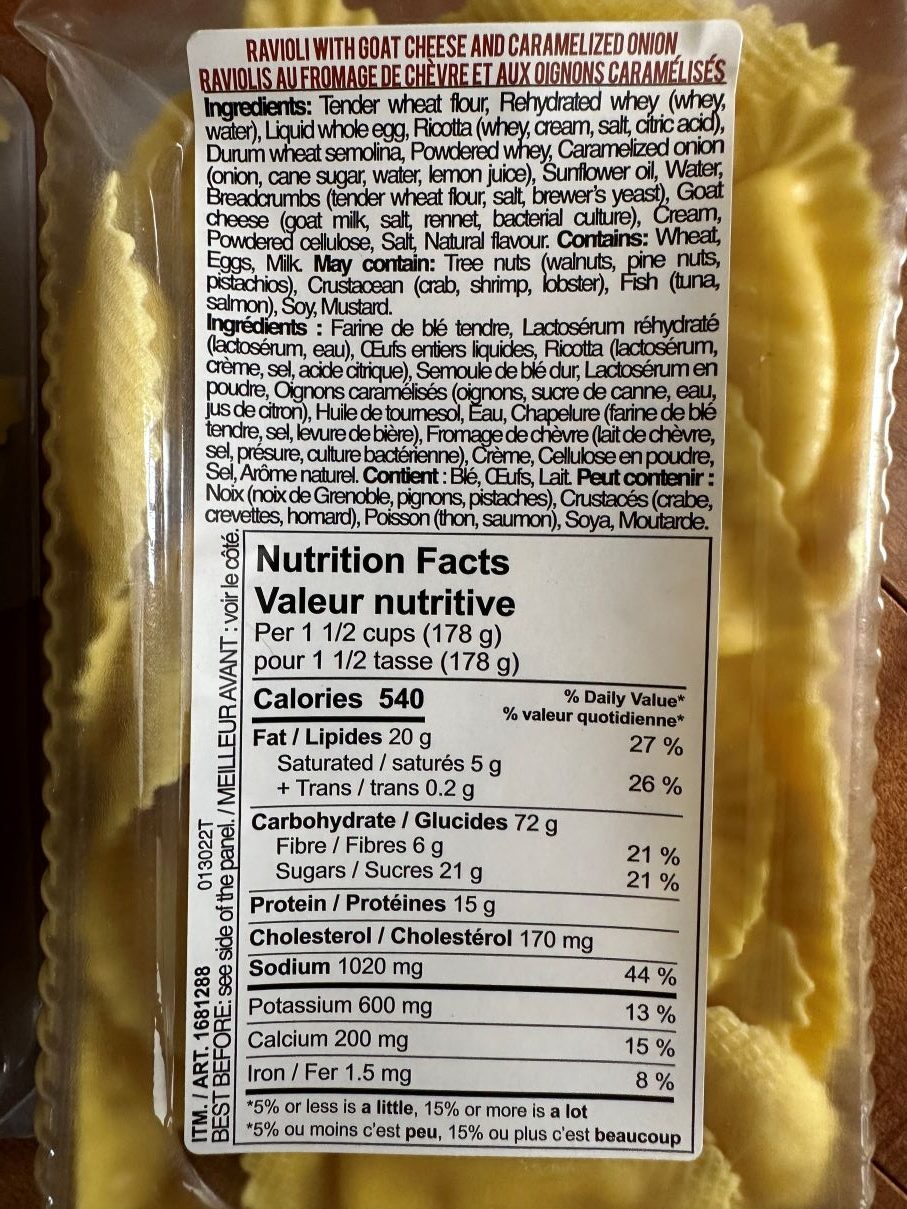 RAVIOLI WITH GOAT CHEESE AND CARAMELIZED ONION
RAVIOLIS AU FROMAGE DE CHÈVRE ET AUX OIGNONS CARAMÉLISÉS
Ingredients: Tender wheat flour, Rehydrated whey (whey,
water), Liquid whole egg, Ricotta (whey, cream, salt, citric acid),
Durum wheat semolina, Powdered whey, Caramelized onion
(onion, cane sugar, water, lemon juice), Sunflower oil, Water,
Breadcrumbs (tender wheat flour, salt, brewer's yeast), Goat
cheese (goat milk, salt, rennet, bacterial culture), Cream,
Powdered cellulose, Salt, Natural flavour. Contains: Wheat,
Eggs, Milk. May contain: Tree nuts (walnuts, pine nuts,
pistachios), Crustacean (crab, shrimp, lobster), Fish (tuna,
salmon), Soy, Mustard.
Ingrédients : Farine de blé tendre, Lactosérum réhydraté
(lactosérum, eau), Œufs entiers liquides, Ricotta (lactosérum,
crème, sel, acide citrique), Semoule de blé dur, Lactosérum en
poudre, Oignons caramélisés (oignons, sucre de canne, eau,
jus de citron), Huile de tournesol, Eau, Chapelure (farine de blé
tendre, sel, levure de bière), Fromage de chèvre (lait de chèvre,
sel, présure, culture bactérienne), Crème, Cellulose en poudre,
Sel, Arôme naturel. Contient : Blé, Œufs, Lait. Peut contenir :
Noix (noix de Grenoble, pignons, pistaches), Crustacés (crabe,
crevettes, homard), Poisson (thon, saumon), Soya, Moutarde.
ITM. / ART. 1681288 013022T
BEST BEFORE: see side of the panel. / MEILLEUR AVANT : voir le côté.
Nutrition Facts
Valeur nutritive
Per 1 1/2 cups (178 g)
pour 1 1/2 tasse (178 g)
Calories 540
% Daily Value*
% valeur quotidienne*
Fat / Lipides 20 g 27 %
Saturated / saturés 5 g
+ Trans / trans 0.2 g 26 %
Carbohydrate / Glucides 72 g
Fibre / Fibres 6 g 21 %
Sugars / Sucres 21 g 21 %
Protein / Protéines 15 g
Cholesterol / Cholestérol 170 mg
Sodium 1020 mg 44 %
Potassium 600 mg 13 %
Calcium 200 mg 15 %
Iron / Fer 1.5 mg 8 %
*5% or less is a little, 15% or more is a lot
*5% ou moins c'est peu, 15% ou plus c'est beaucoup